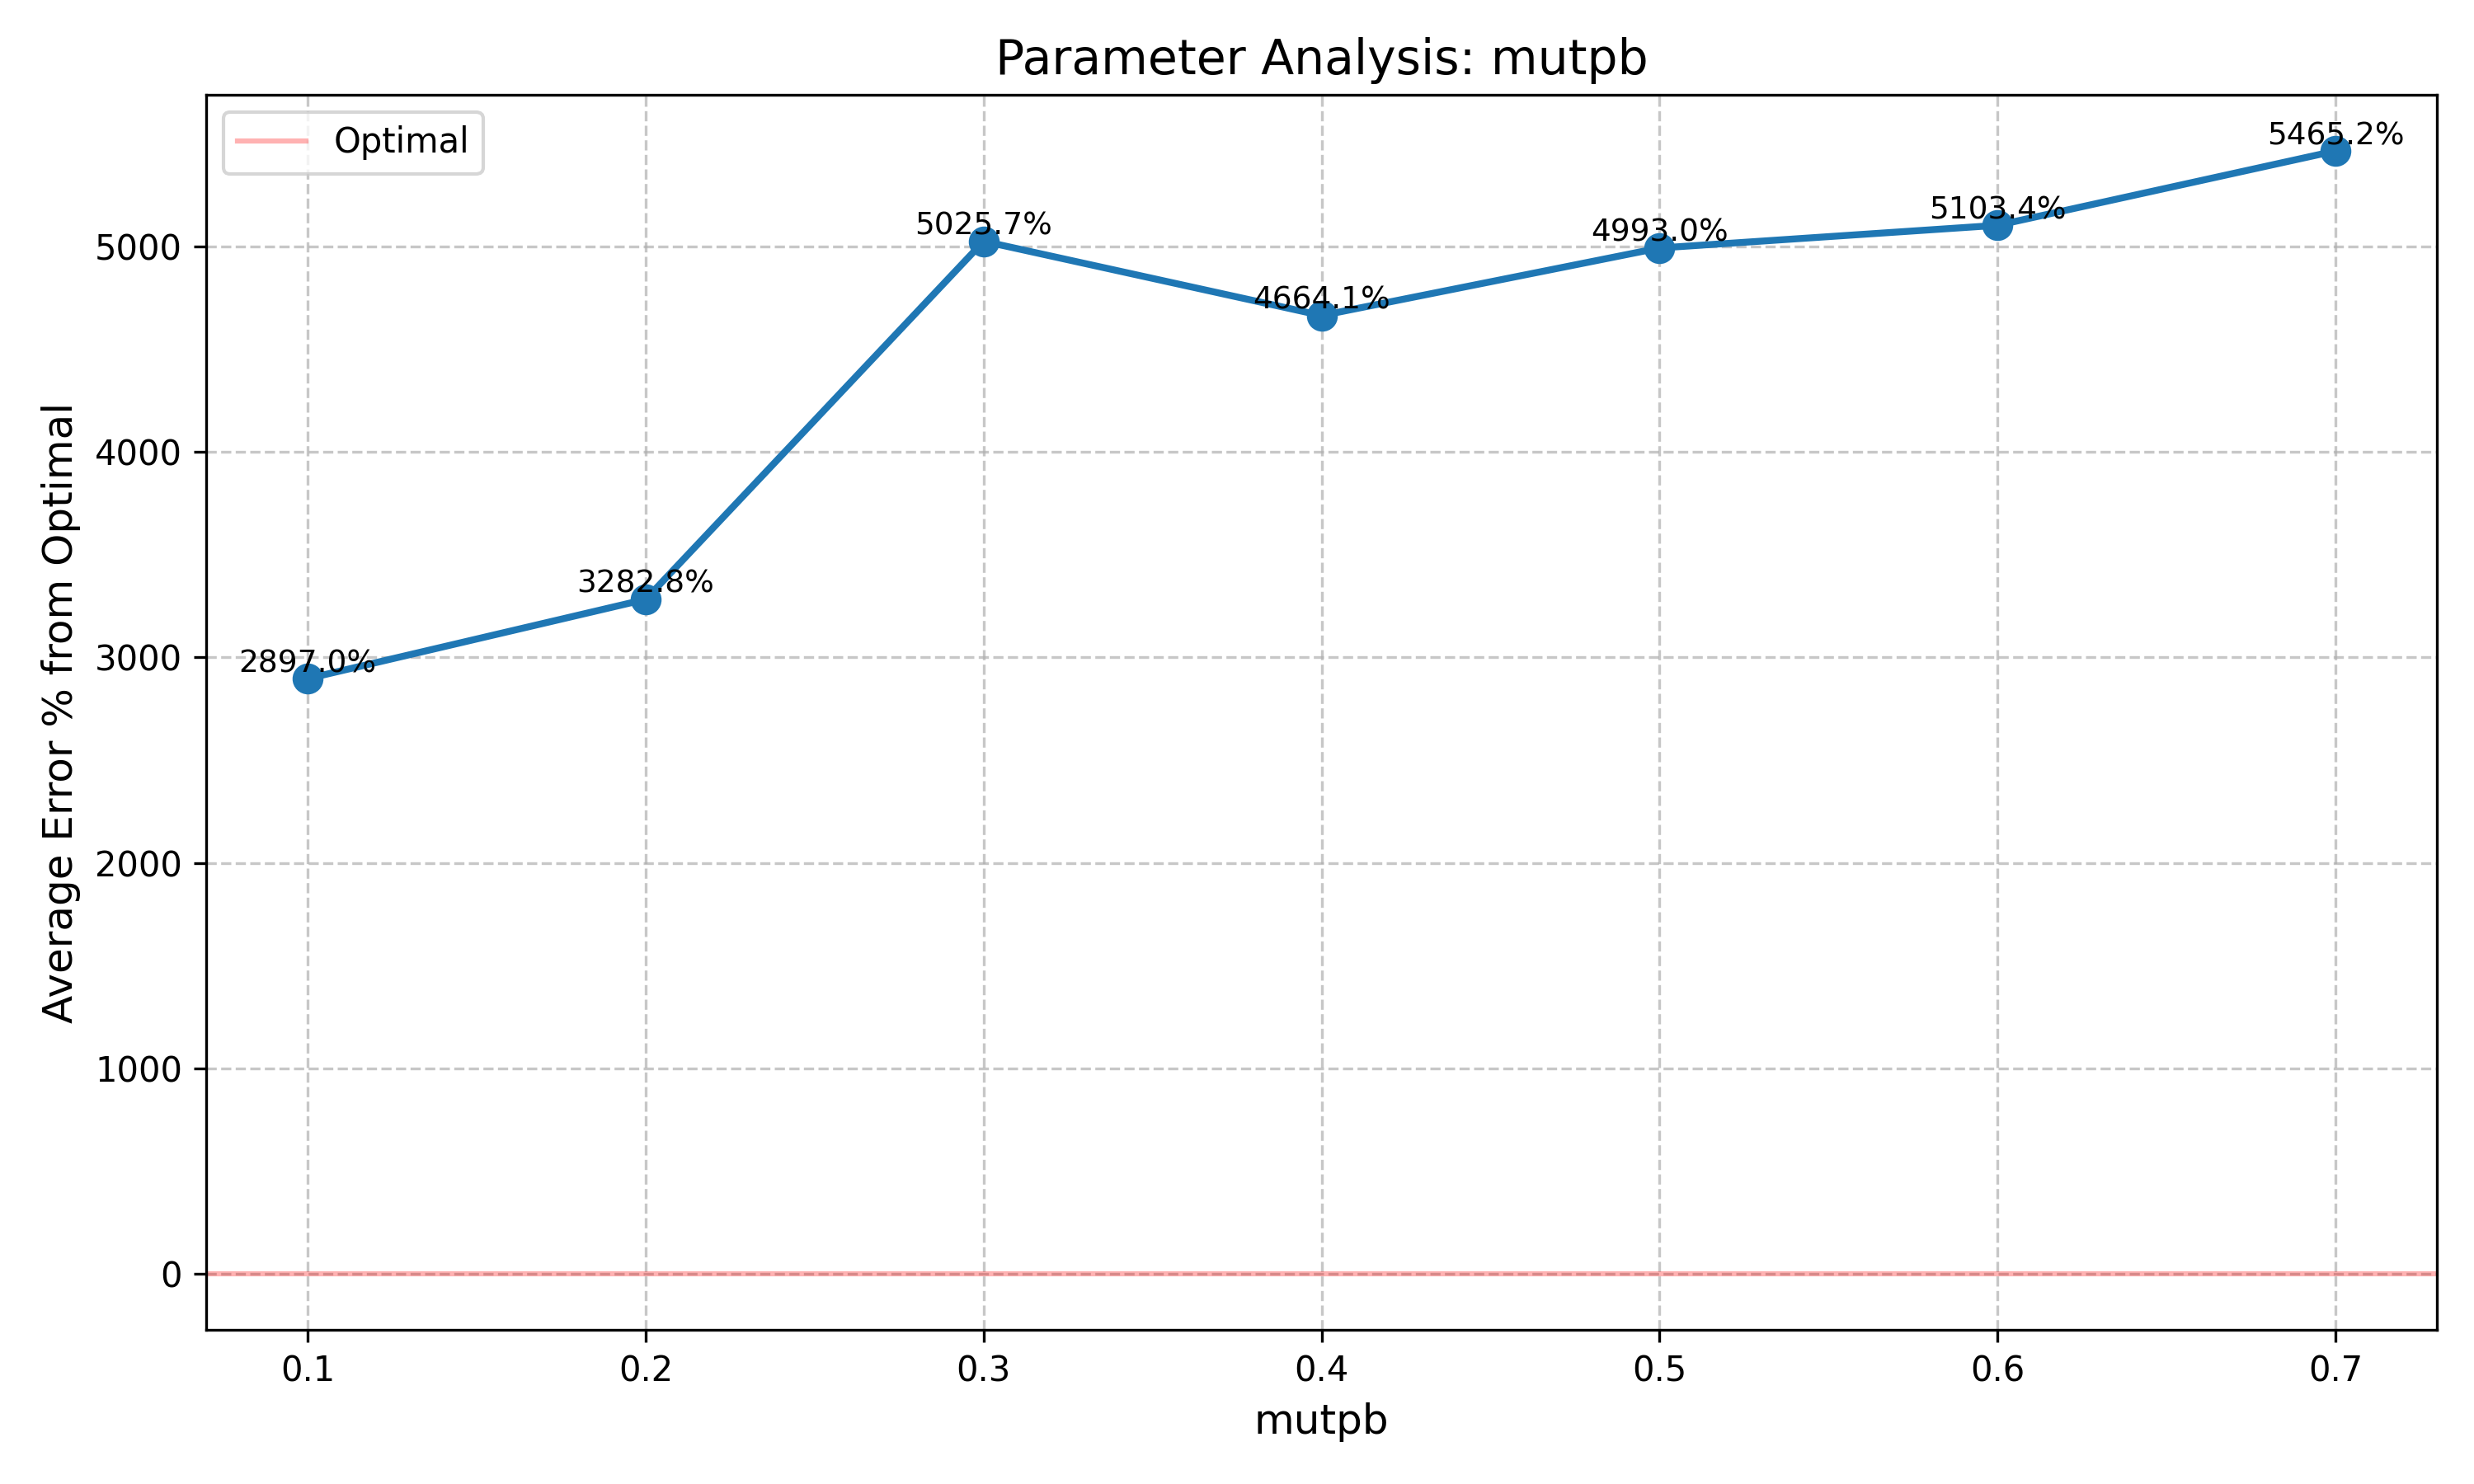 Parameter Analysis: mutpb
Optimal
Average Error % from Optimal
5000
4000
3000
2000
1000
0
2897.0%
3282.8%
5025.7%
4664.1%
4993.0%
5103.4%
5465.2%
0.1 0.2 0.3 0.4 0.5 0.6 0.7
mutpb